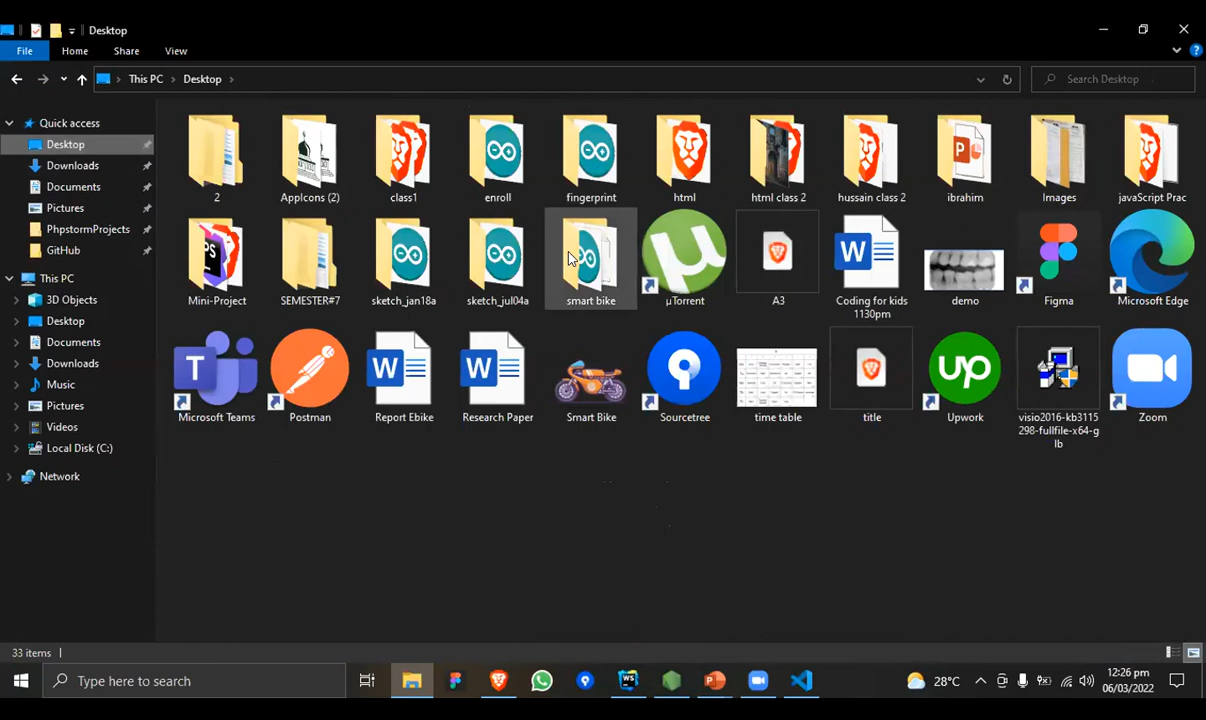 Desktop
File
Home
Share
View
This PC
Desktop
Search Desktop
Quick access
Desktop
Downloads
Documents
Pictures
PhpstormProjects
GitHub
This PC
3D Objects
Desktop
Documents
Downloads
Music
Pictures
Videos
Local Disk (C:)
Network
2
AppIcons (2)
class1
enroll
fingerprint
html
html class 2
hussain class 2
ibrahim
Images
javaScript Prac
Mini-Project
SEMESTER#7
sketch_jan18a
sketch_jul04a
smart bike
µTorrent
A3
Coding for kids
1130pm
demo
Figma
Microsoft Edge
Microsoft Teams
Postman
Report Ebike
Research Paper
Smart Bike
Sourcetree
time table
title
Upwork
visio2016-kb3115
298-fullfile-x64-g
lb
Zoom
33 items
Type here to search
28°C
12:26 pm
06/03/2022